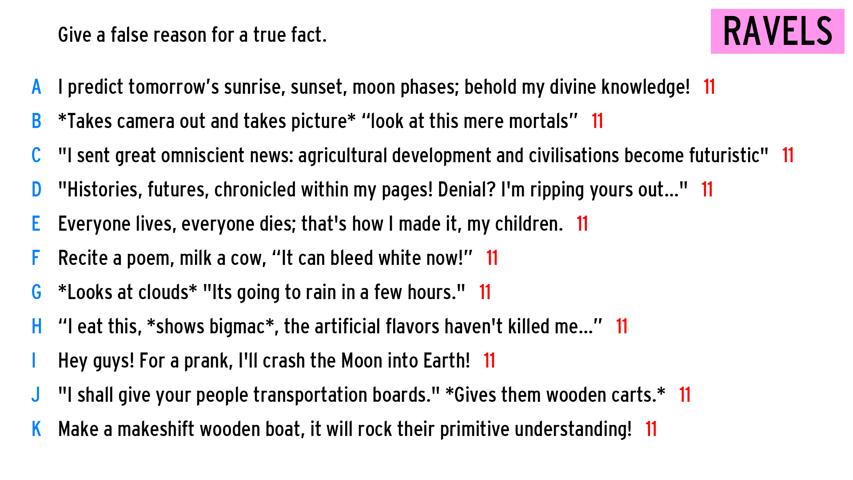 Give a false reason for a true fact.
RAVELS
A I predict tomorrow’s sunrise, sunset, moon phases; behold my divine knowledge! 11
B *Takes camera out and takes picture* “look at this mere mortals” 11
C "I sent great omniscient news: agricultural development and civilisations become futuristic" 11
D "Histories, futures, chronicled within my pages! Denial? I'm ripping yours out..." 11
E Everyone lives, everyone dies; that's how I made it, my children. 11
F Recite a poem, milk a cow, “It can bleed white now!” 11
G *Looks at clouds* "Its going to rain in a few hours." 11
H “I eat this, *shows bigmac*, the artificial flavors haven't killed me...” 11
I Hey guys! For a prank, I'll crash the Moon into Earth! 11
J "I shall give your people transportation boards." *Gives them wooden carts.* 11
K Make a makeshift wooden boat, it will rock their primitive understanding! 11